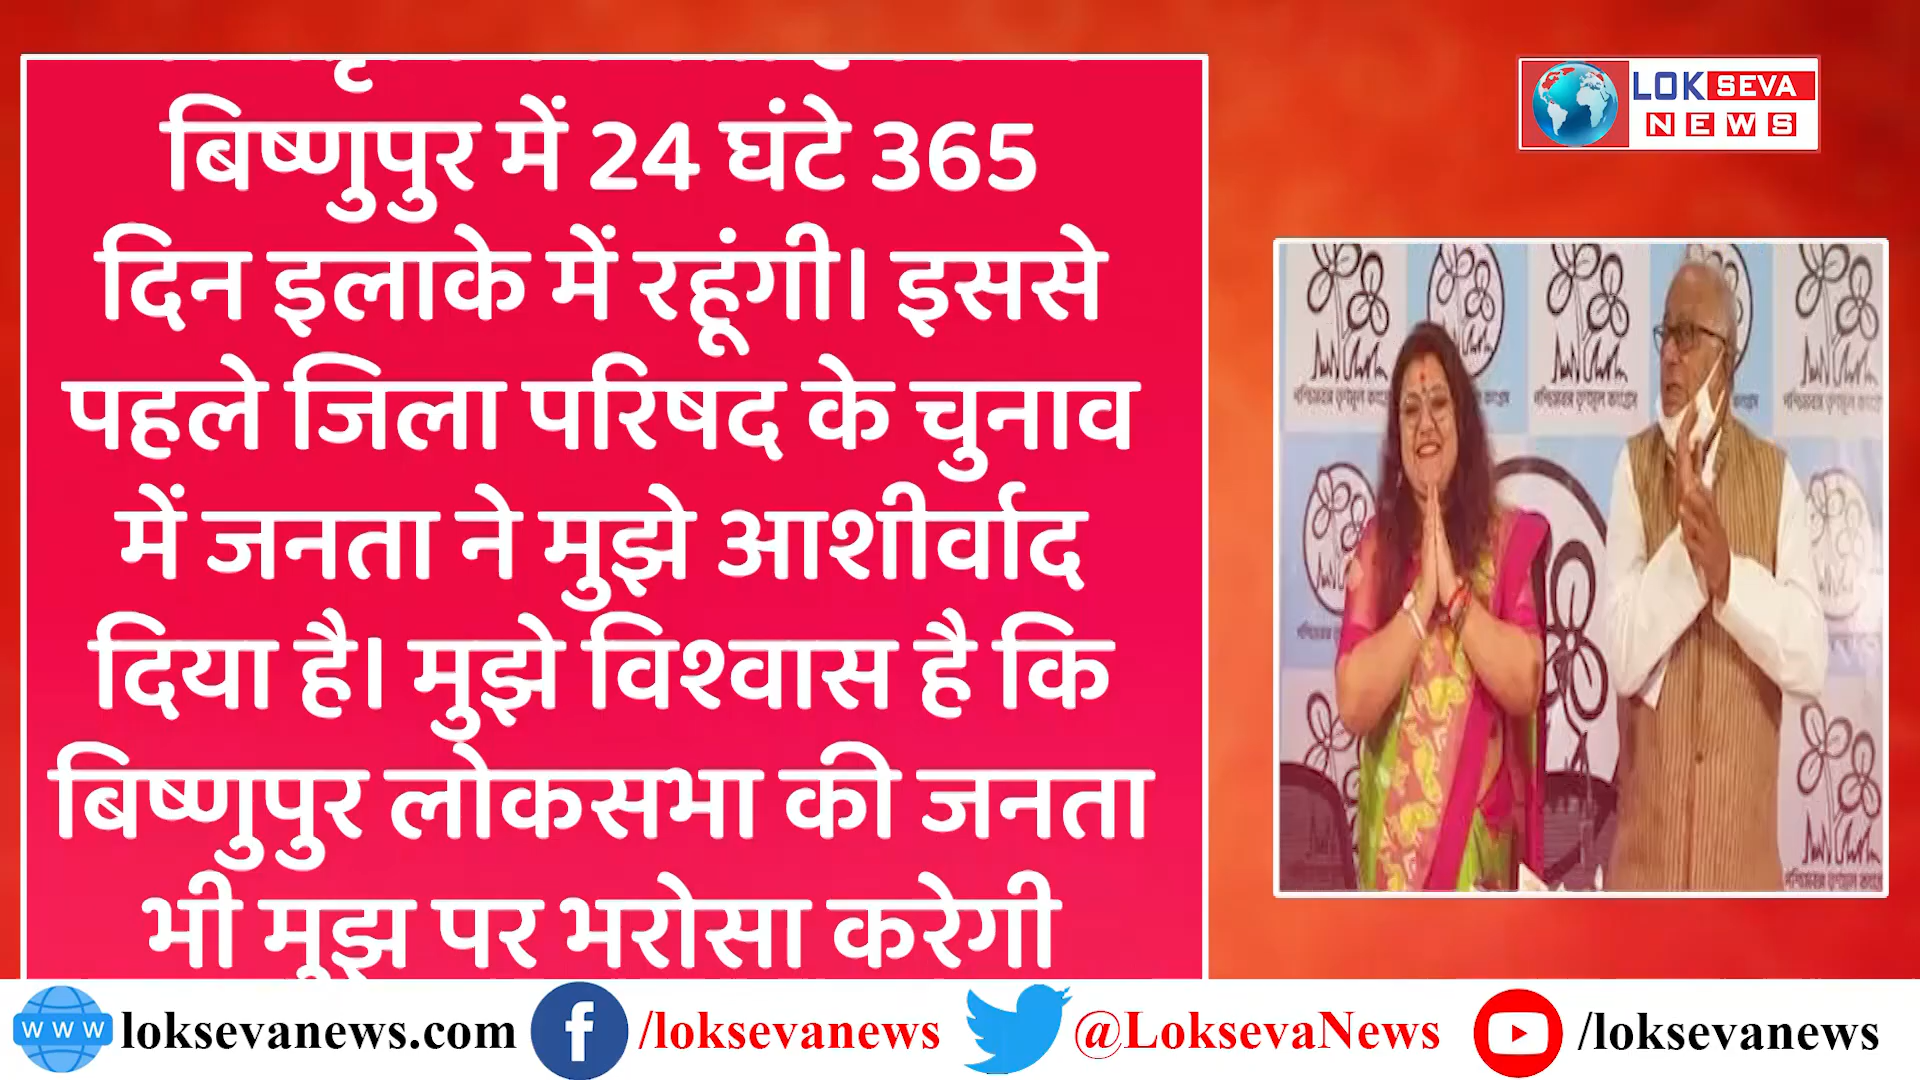 बिष्णुपुर में 24 घंटे 365
दिन इलाके में रहूंगी। इससे
पहले जिला परिषद के चुनाव
में जनता ने मुझे आशीर्वाद
दिया है। मुझे विश्वास है कि
बिष्णुपुर लोकसभा की जनता
भी मुझ पर भरोसा करेगी
LOK SEVA
NEWS
www loksevanews.com
/loksevanews
@LoksevaNews
/loksevanews